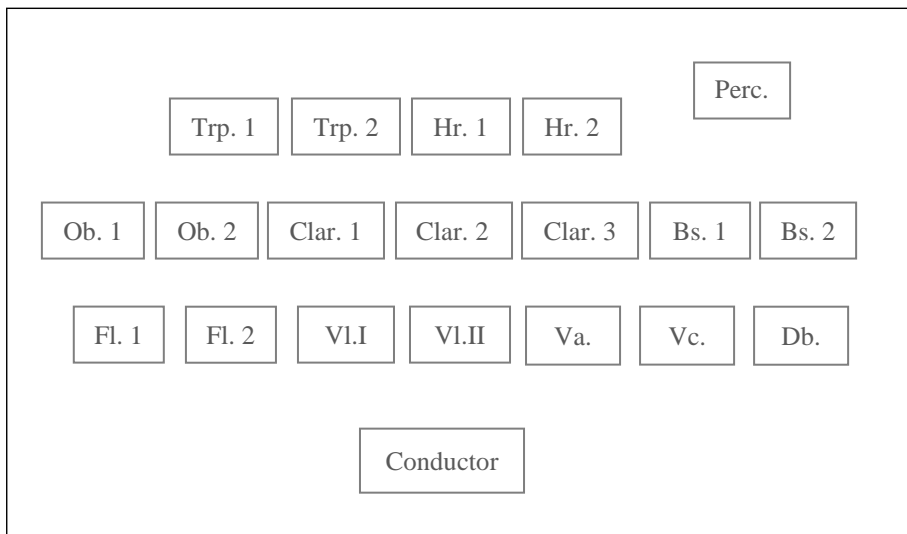 Perc.
Trp. 1 Trp. 2 Hr. 1 Hr. 2
Ob. 1 Ob. 2 Clar. 1 Clar. 2 Clar. 3 Bs. 1 Bs. 2
Fl. 1 Fl. 2 Vl.I Vl.II Va. Vc. Db.
Conductor